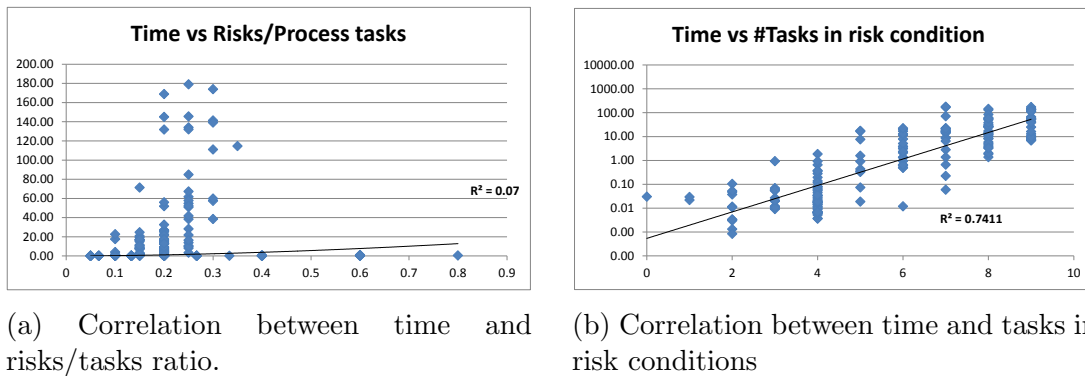 Time vs Risks/Process tasks
200.00
180.00
160.00
140.00
120.00
100.00
80.00
60.00
40.00
20.00
0.00
R² = 0.07
0 0.1 0.2 0.3 0.4 0.5 0.6 0.7 0.8 0.9
(a) Correlation between time and
risks/tasks ratio.
Time vs #Tasks in risk condition
10000.00
1000.00
100.00
10.00
1.00
0.10
0.01
0.00
0.00
R² = 0.7411
0 2 4 6 8 10
(b) Correlation between time and tasks in
risk conditions